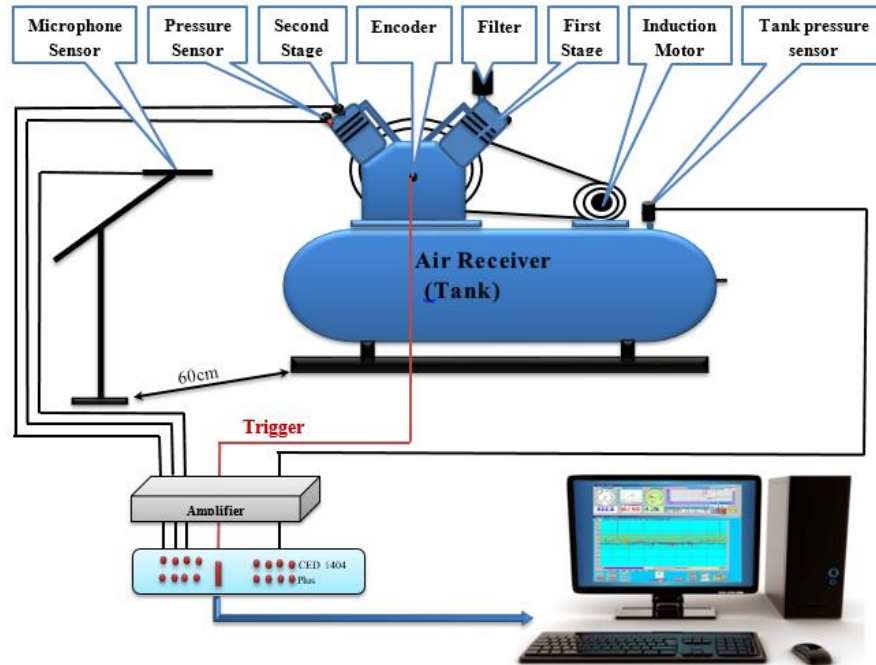 Microphone
Sensor
Pressure
Sensor
Second
Stage
Encoder
Filter
First
Stage
Induction
Motor
Tank pressure
sensor
Air Receiver
(Tank)
60cm
Trigger
Amplifier
CED 1404
Plus